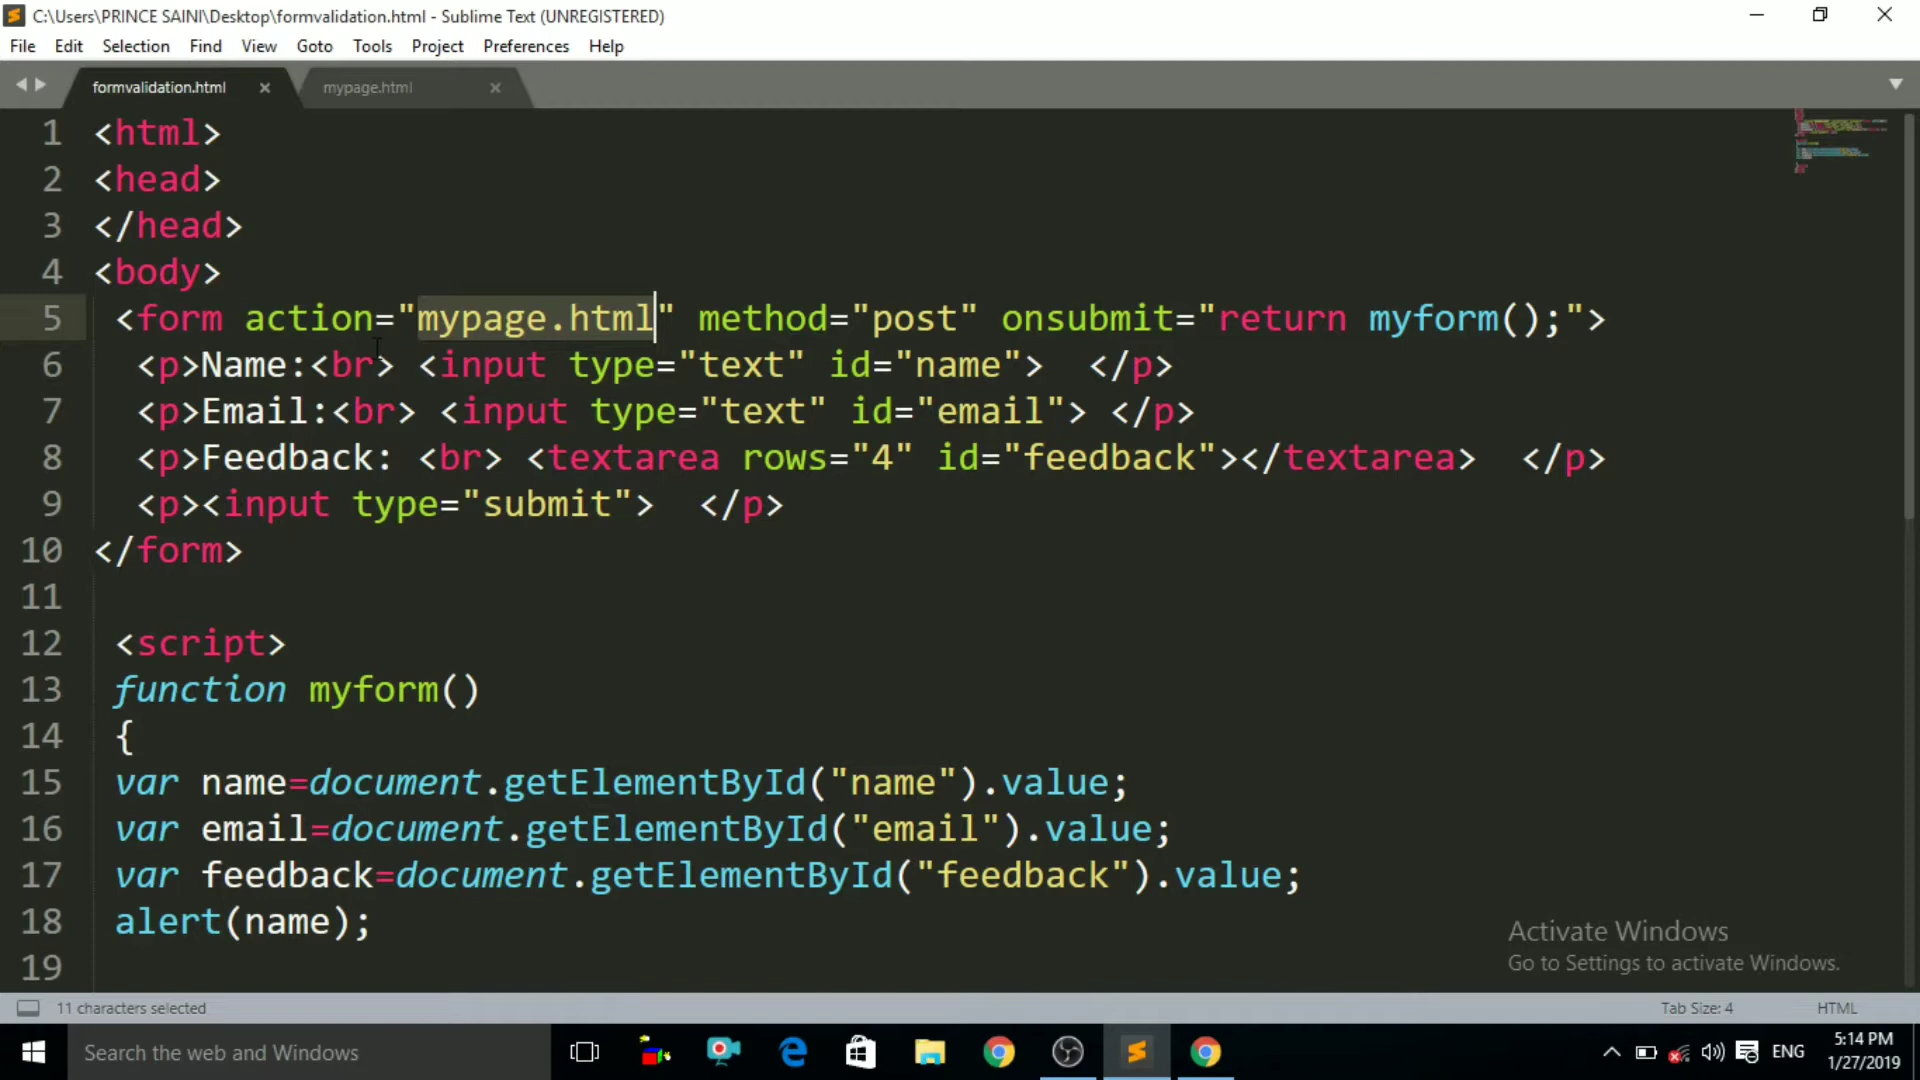 C:\Users\PRINCE SAINI\Desktop\formvalidation.html - Sublime Text (UNREGISTERED)
File Edit Selection Find View Goto Tools Project Preferences Help
formvalidation.html mypage.html
1 <html>
2 <head>
3 </head>
4 <body>
5 <form action="mypage.html" method="post" onsubmit="return myform();">
6 <p>Name:<br> <input type="text" id="name">  </p>
7 <p>Email:<br> <input type="text" id="email"> </p>
8 <p>Feedback: <br> <textarea rows="4" id="feedback"></textarea>  </p>
9 <p><input type="submit">  </p>
10 </form>
11
12 <script>
13 function myform()
14 {
15 var name=document.getElementById("name").value;
16 var email=document.getElementById("email").value;
17 var feedback=document.getElementById("feedback").value;
18 alert(name);
19
Activate Windows
Go to Settings to activate Windows.
11 characters selected Tab Size: 4 HTML
Search the web and Windows ENG 5:14 PM
1/27/2019